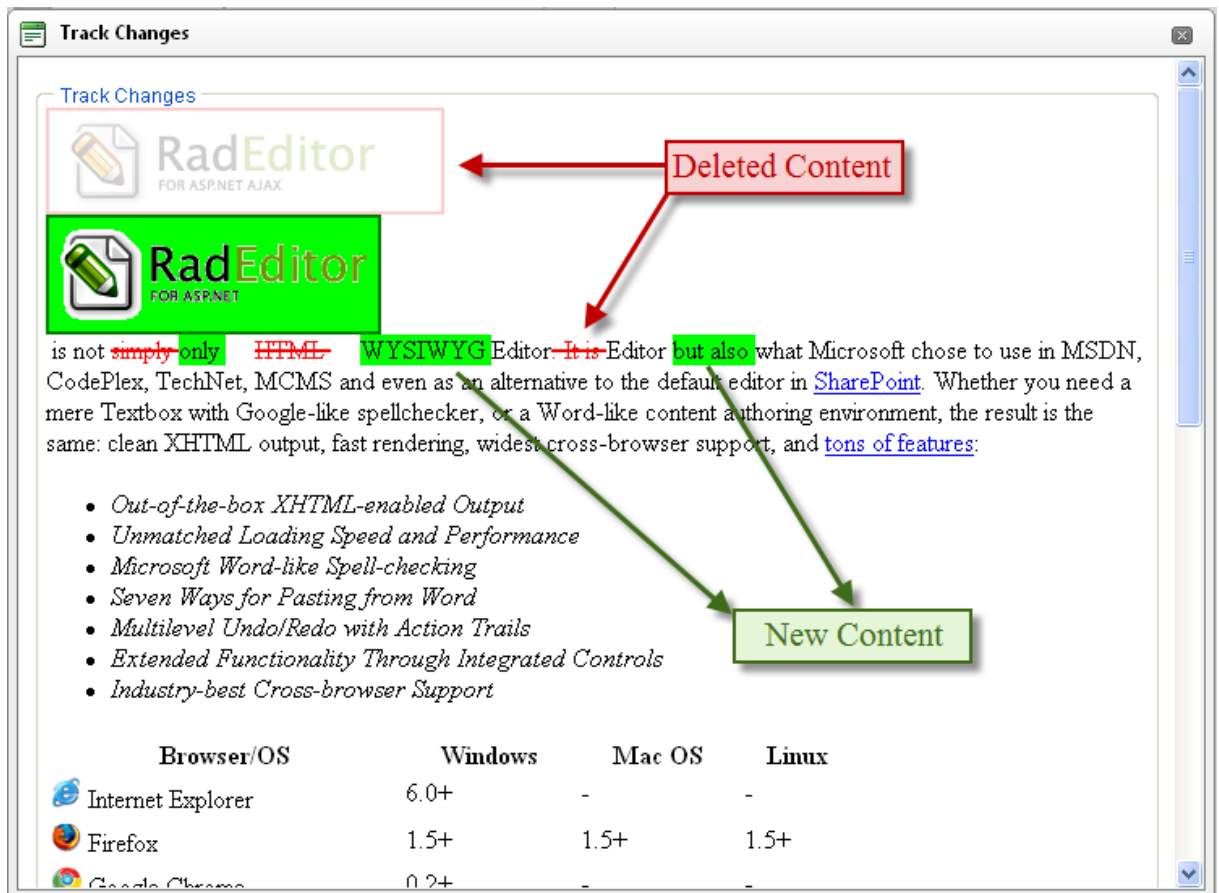 Track Changes
Track Changes
RadEditor
FOR ASP.NET AJAX
Deleted Content
RadEditor
FOR ASP.NET
is not simply only HTML WYSIWYG Editor It is Editor but also what Microsoft chose to use in MSDN,
CodePlex, TechNet, MCMS and even as an alternative to the default editor in SharePoint. Whether you need a
mere Textbox with Google-like spellchecker, or a Word-like content authoring environment, the result is the
same: clean XHTML output, fast rendering, widest cross-browser support, and tons of features:
• Out-of-the-box XHTML-enabled Output
• Unmatched Loading Speed and Performance
• Microsoft Word-like Spell-checking
• Seven Ways for Pasting from Word
• Multilevel Undo/Redo with Action Trails
• Extended Functionality Through Integrated Controls
• Industry-best Cross-browser Support
New Content
Browser/OS Windows Mac OS Linux
Internet Explorer 6.0+ - -
Firefox 1.5+ 1.5+ 1.5+
Google Chrome 0.2+ - -